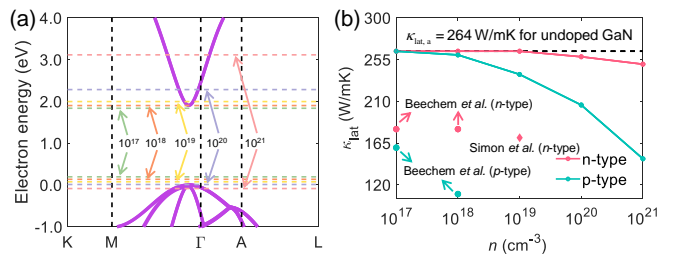 (a)
Electron energy (eV)
4.0
3.0
2.0
1.0
0.0
-1.0
10^17
10^18
10^19
10^20
10^21
K
M
Γ
A
L
(b)
κ_lat (W/mK)
300
255
210
165
120
κ_lat, a = 264 W/mK for undoped GaN
Beechem et al. (n-type)
Simon et al. (n-type)
Beechem et al. (p-type)
n-type
p-type
10^17
10^18
10^19
10^20
10^21
n (cm^-3)